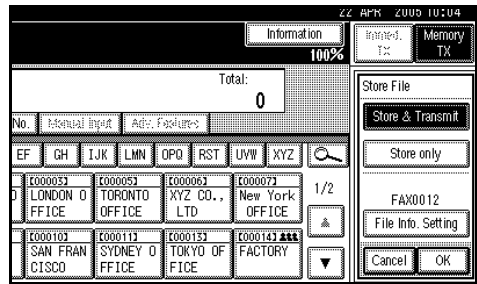 22 APR 2005 10:04
Information
100%
Immed. TX
Memory TX
Total:
0
No. Manual Input Adv. Features
EF GH IJK LMN OPQ RST UVW XYZ
[00003] [00005] [00006] [00007]
LONDON O TORONTO XYZ CO., New York
FFICE OFFICE LTD OFFICE
1/2
[00010] [00011] [00013] [00014]
SAN FRAN SYDNEY O TOKYO OF FACTORY
CISCO FFICE FICE
Store File
Store & Transmit
Store only
FAX0012
File Info. Setting
Cancel OK